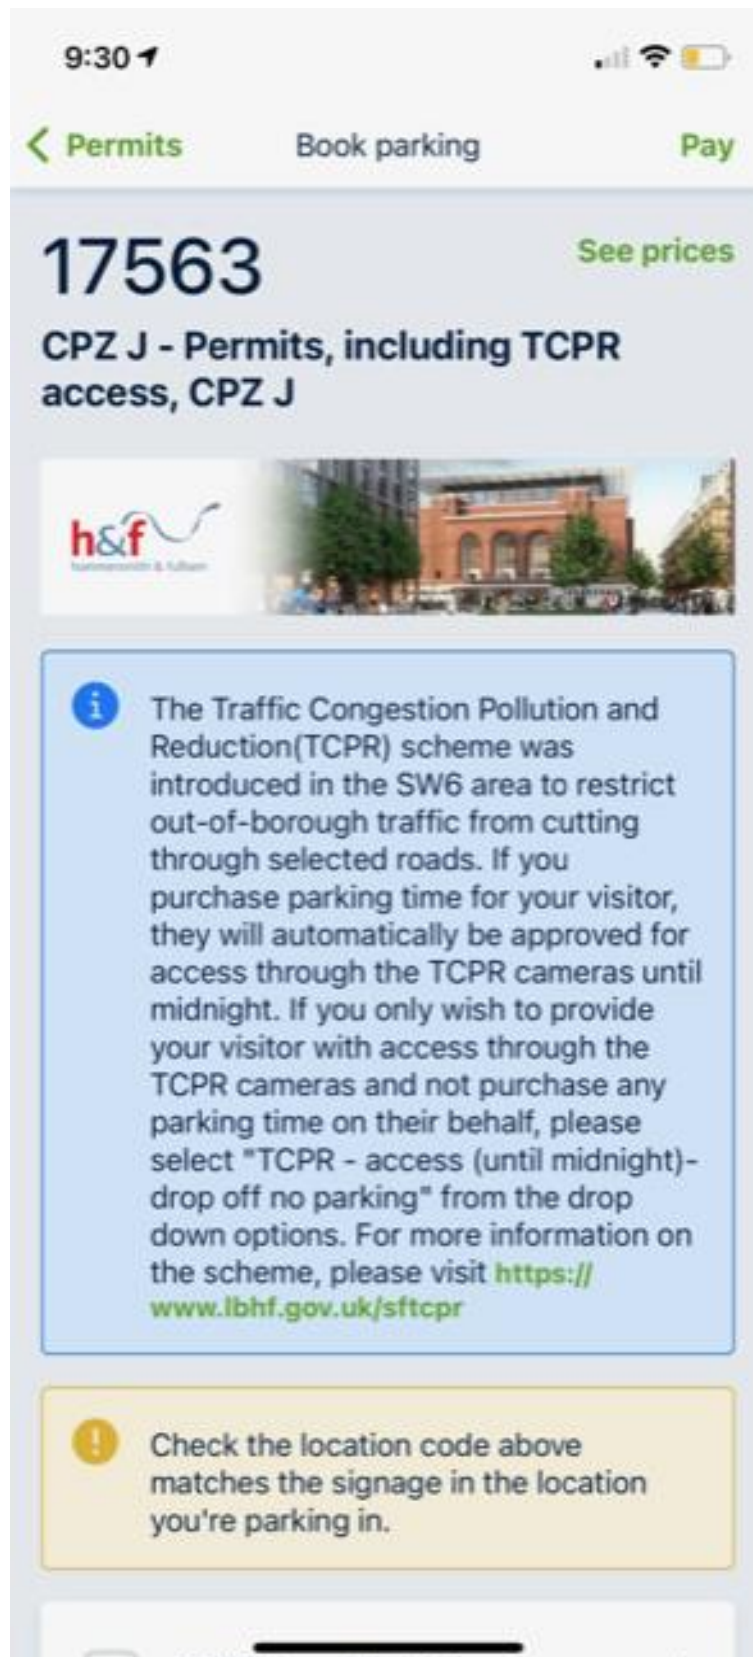 9:30
Permits
Book parking
Pay
17563
See prices
CPZ J - Permits, including TCPR
access, CPZ J
h&f
hammersmith & fulham
The Traffic Congestion Pollution and
Reduction(TCPR) scheme was
introduced in the SW6 area to restrict
out-of-borough traffic from cutting
through selected roads. If you
purchase parking time for your visitor,
they will automatically be approved for
access through the TCPR cameras until
midnight. If you only wish to provide
your visitor with access through the
TCPR cameras and not purchase any
parking time on their behalf, please
select "TCPR - access (until midnight)-
drop off no parking" from the drop
down options. For more information on
the scheme, please visit https://
www.lbhf.gov.uk/sftcpr
Check the location code above
matches the signage in the location
you're parking in.